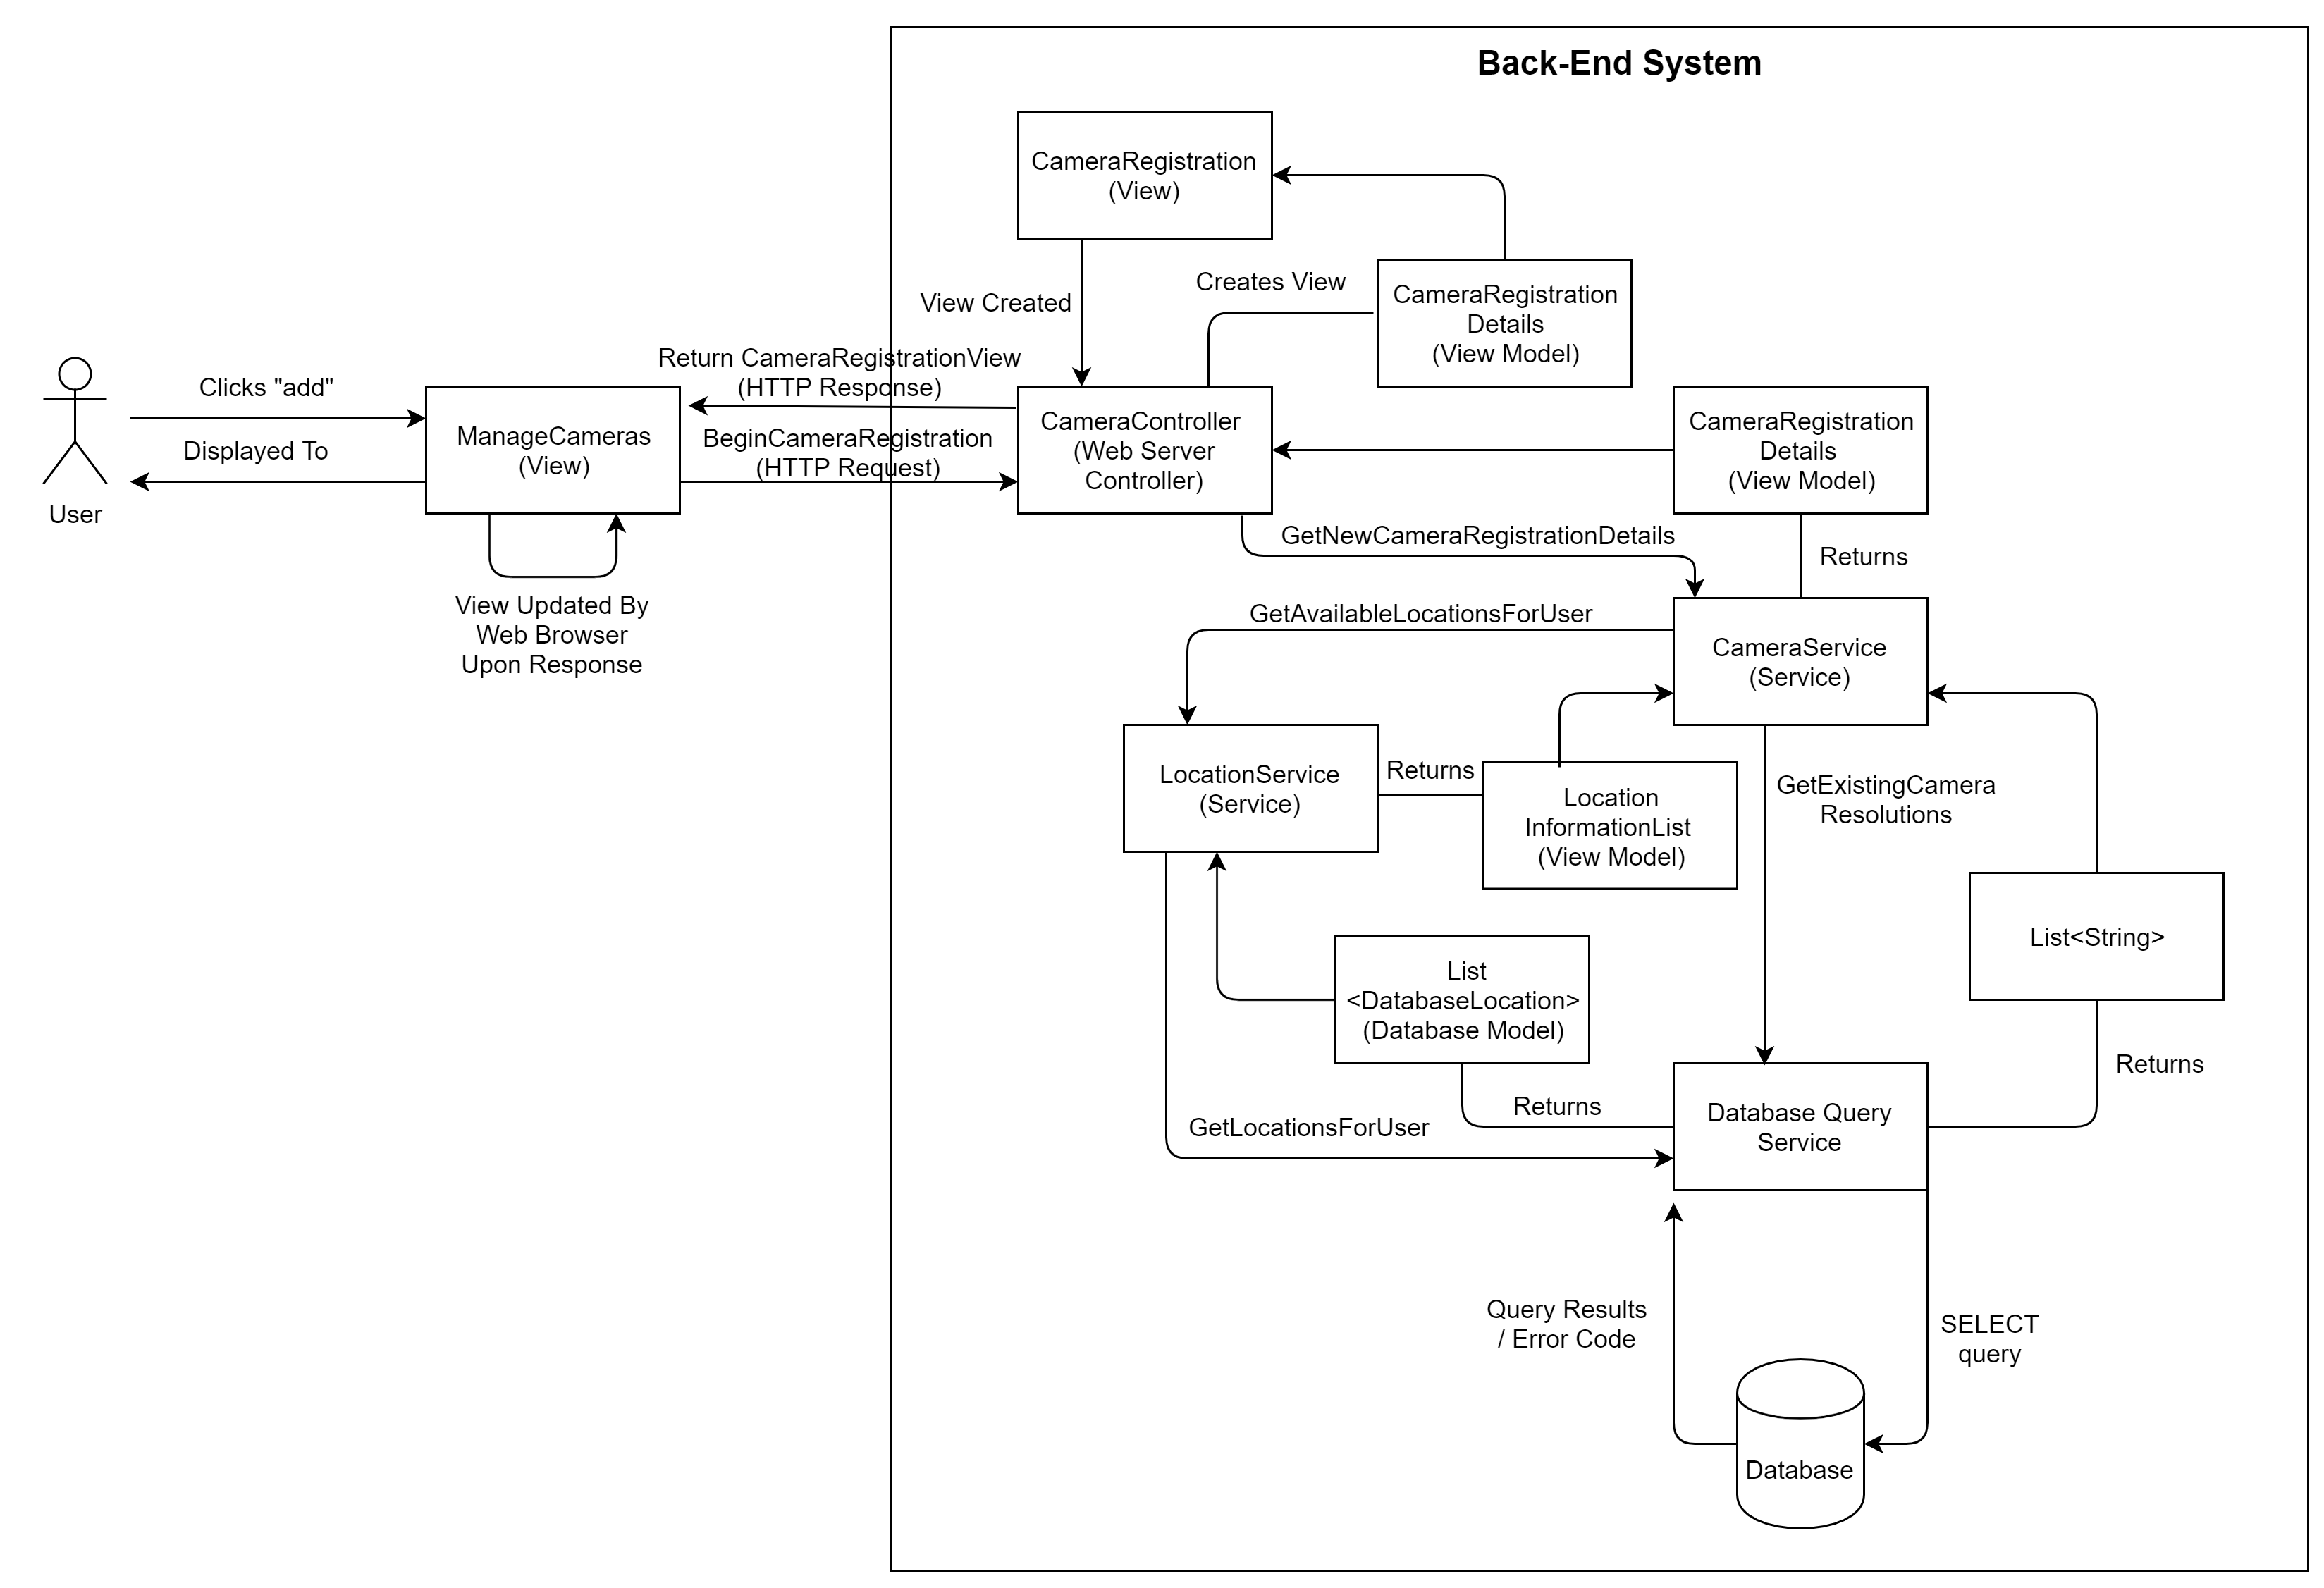 Back-End System
CameraRegistration
(View)
Creates View
CameraRegistration
Details
(View Model)
View Created
Return CameraRegistrationView
(HTTP Response)
Clicks "add"
ManageCameras
(View)
BeginCameraRegistration
(HTTP Request)
CameraController
(Web Server
Controller)
CameraRegistration
Details
(View Model)
Displayed To
User
GetNewCameraRegistrationDetails
Returns
View Updated By
Web Browser
Upon Response
GetAvailableLocationsForUser
CameraService
(Service)
LocationService
(Service)
Returns
Location
InformationList
(View Model)
GetExistingCamera
Resolutions
List<String>
List
<DatabaseLocation>
(Database Model)
Returns
Returns
GetLocationsForUser
Database Query
Service
Query Results
/ Error Code
SELECT
query
Database